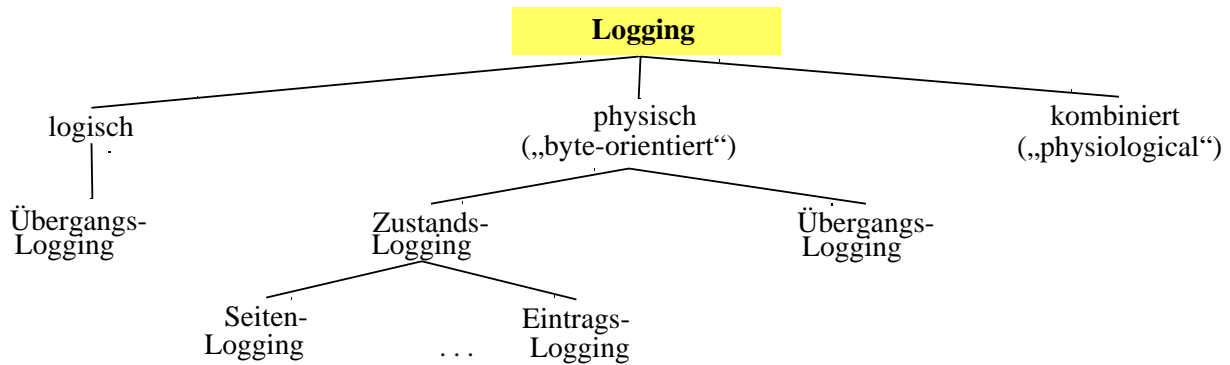 Logging
logisch
physisch
(„byte-orientiert“)
kombiniert
(„physiological“)
Übergangs-
Logging
Zustands-
Logging
Übergangs-
Logging
Seiten-
Logging
. . .
Eintrags-
Logging